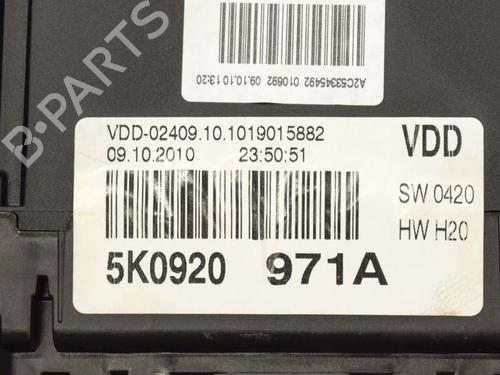 A2C53345492 010692 09.10.10 13:20
VDD-02409.10.1019015882 VDD
09.10.2010 23:50:51
SW 0420
HW H20
5K0920 971A
B-PARTS